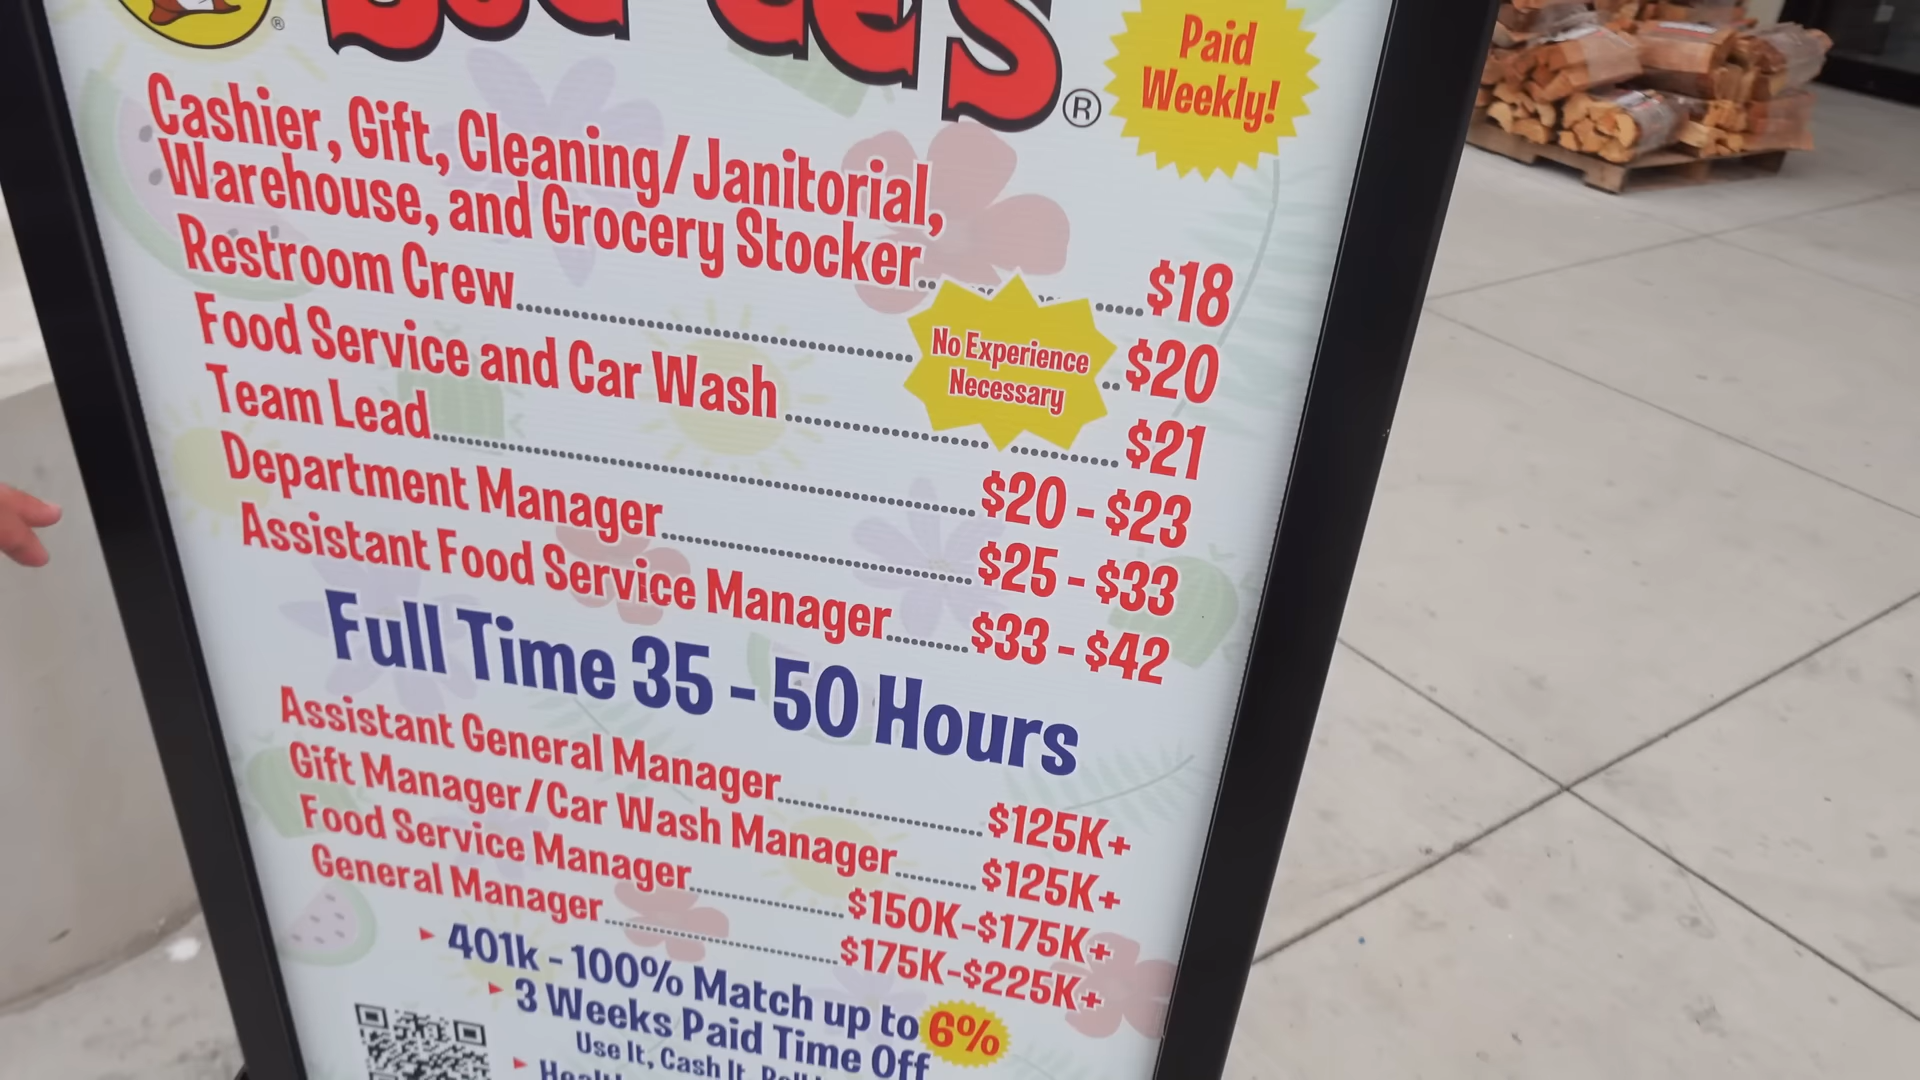 Buc-ee's ®
®
Paid
Weekly!
Cashier, Gift, Cleaning/Janitorial,
Warehouse, and Grocery Stocker.. ..... $18
Restroom Crew.......... .. $20
No Experience
Necessary
Food Service and Car Wash.......... $21
Team Lead.......... $20 - $23
Department Manager.......... $25 - $33
Assistant Food Service Manager........ $33 - $42
Full Time 35 - 50 Hours
Assistant General Manager.......... $125K+
Gift Manager/Car Wash Manager.......... $125K+
Food Service Manager.......... $150K-$175K+
General Manager.......... $175K-$225K+
► 401k - 100% Match up to 6%
► 3 Weeks Paid Time Off
Use It, Cash It,